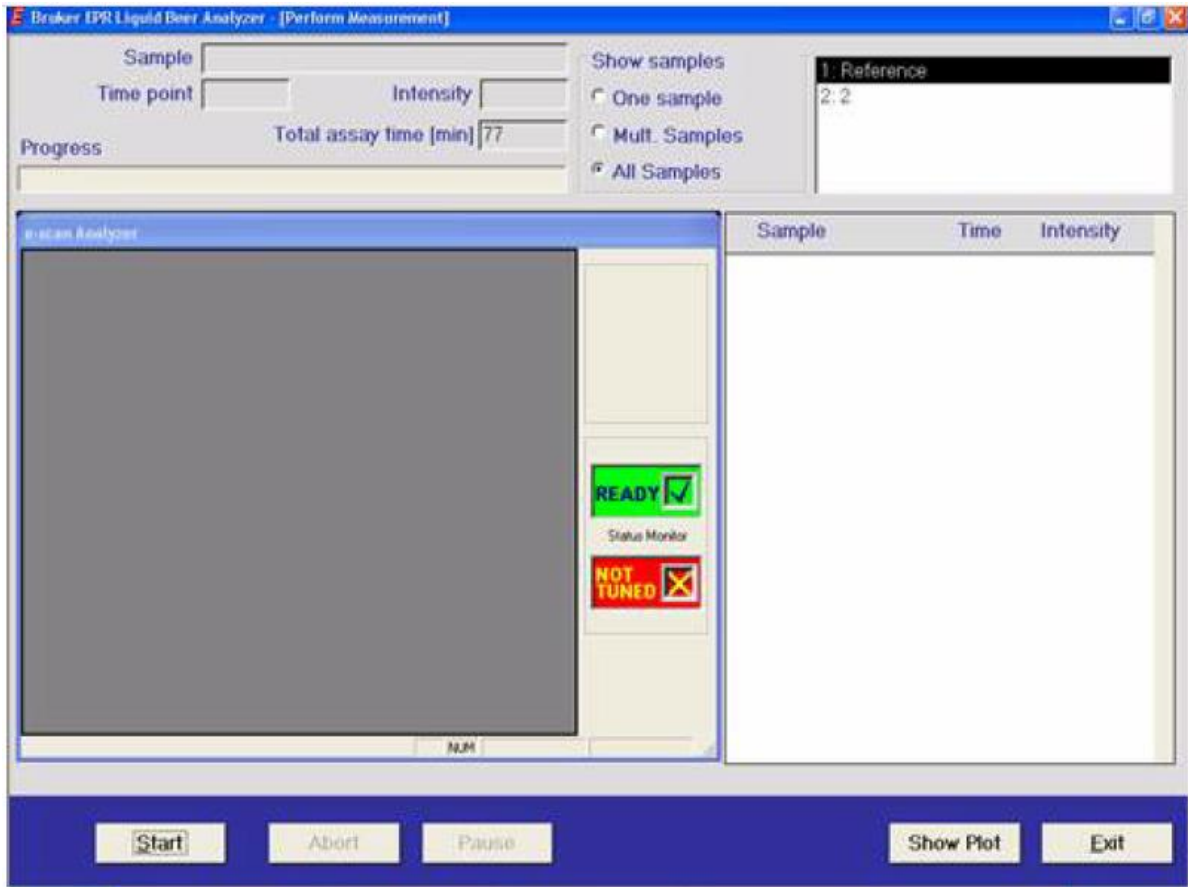 E Bruker EPR Liquid Beer Analyzer - [Perform Measurement]
Sample
Time point
Intensity
Total assay time [min] 77
Progress
Show samples
One sample
Mult. Samples
All Samples
1: Reference
2: 2
e-scan Analyzer
READY
Status Monitor
NOT
TUNED
NUM
Sample Time Intensity
Start Abort Pause Show Plot Exit